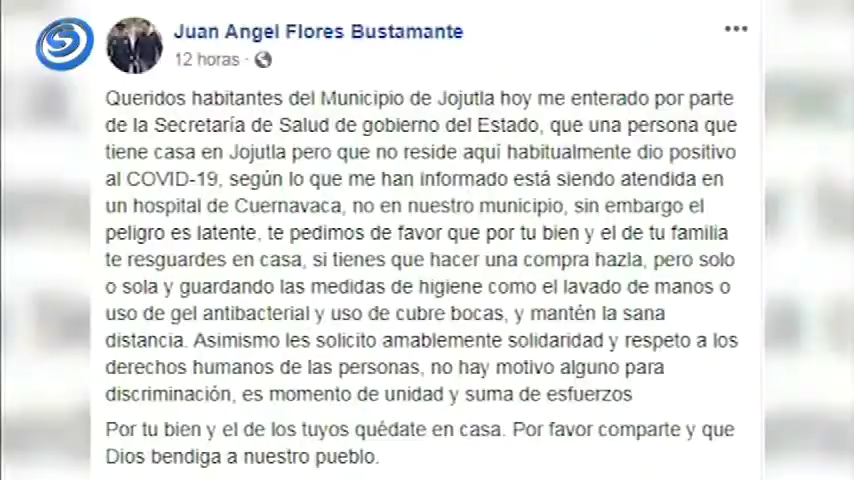 Juan Angel Flores Bustamante
12 horas ·
Queridos habitantes del Municipio de Jojutla hoy me enterado por parte
de la Secretaría de Salud de gobierno del Estado, que una persona que
tiene casa en Jojutla pero que no reside aquí habitualmente dio positivo
al COVID-19, según lo que me han informado está siendo atendida en
un hospital de Cuernavaca, no en nuestro municipio, sin embargo el
peligro es latente, te pedimos de favor que por tu bien y el de tu familia
te resguardes en casa, si tienes que hacer una compra hazla, pero solo
o sola y guardando las medidas de higiene como el lavado de manos o
uso de gel antibacterial y uso de cubre bocas, y mantén la sana
distancia. Asimismo les solicito amablemente solidaridad y respeto a los
derechos humanos de las personas, no hay motivo alguno para
discriminación, es momento de unidad y suma de esfuerzos
Por tu bien y el de los tuyos quédate en casa. Por favor comparte y que
Dios bendiga a nuestro pueblo.